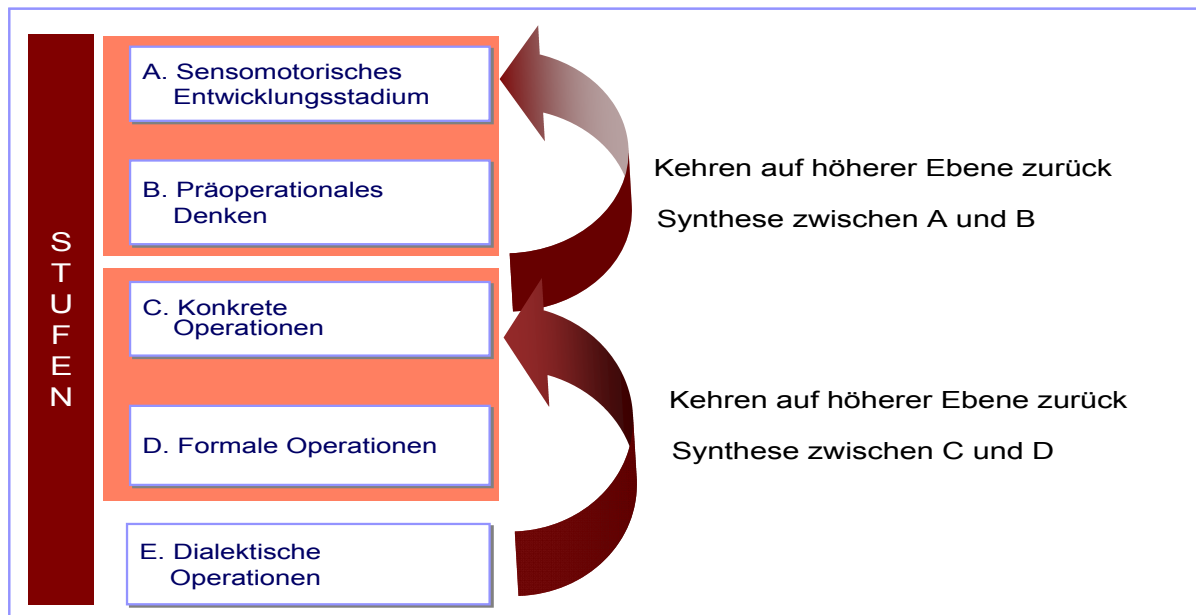 STUFEN
A. Sensomotorisches
Entwicklungsstadium
B. Präoperationales
Denken
Kehren auf höherer Ebene zurück
Synthese zwischen A und B
C. Konkrete
Operationen
D. Formale Operationen
Kehren auf höherer Ebene zurück
Synthese zwischen C und D
E. Dialektische
Operationen